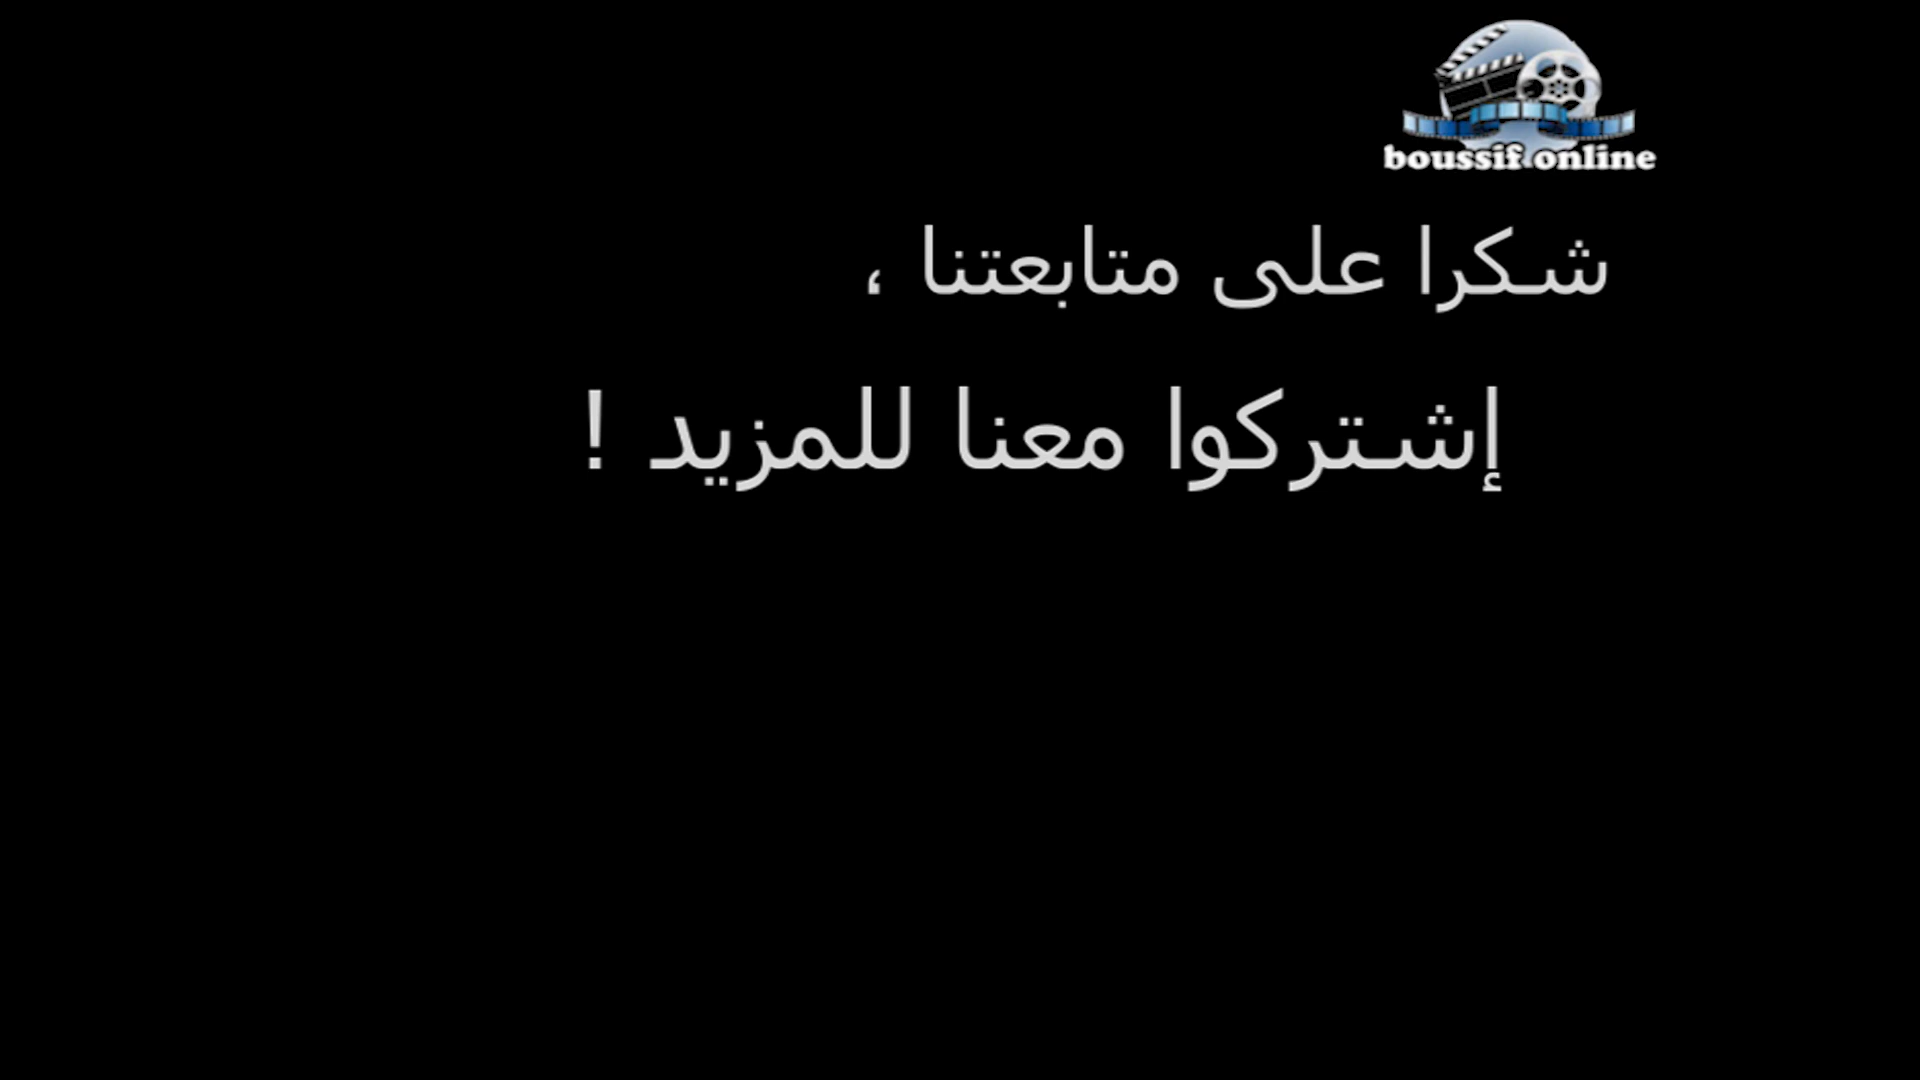 boussif online
شكرا على متابعتنا ،
إشتركوا معنا للمزيد !